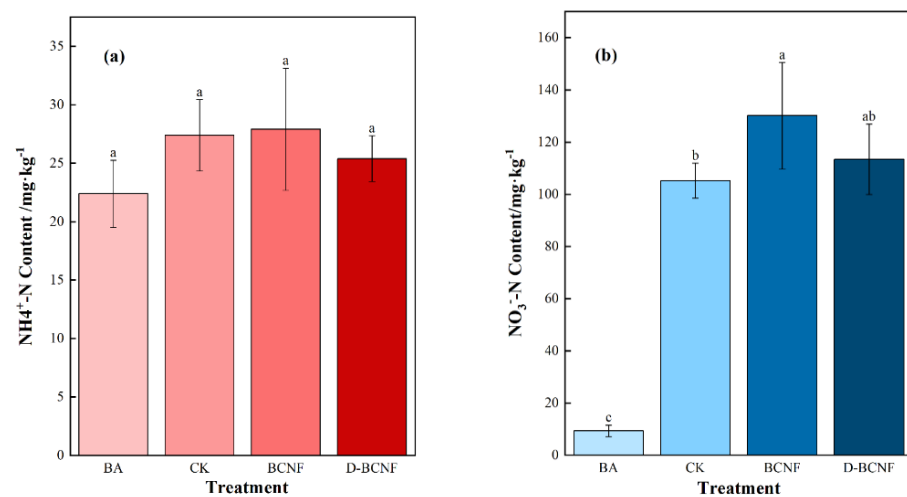 (a)
NH4⁺-N Content /mg·kg⁻¹
35
30
25
20
15
10
5
0
a
a
a
a
BA CK BCNF D-BCNF
Treatment
(b)
NO₃⁻-N Content/mg·kg⁻¹
160
140
120
100
80
60
40
20
0
c
b
a
ab
BA CK BCNF D-BCNF
Treatment